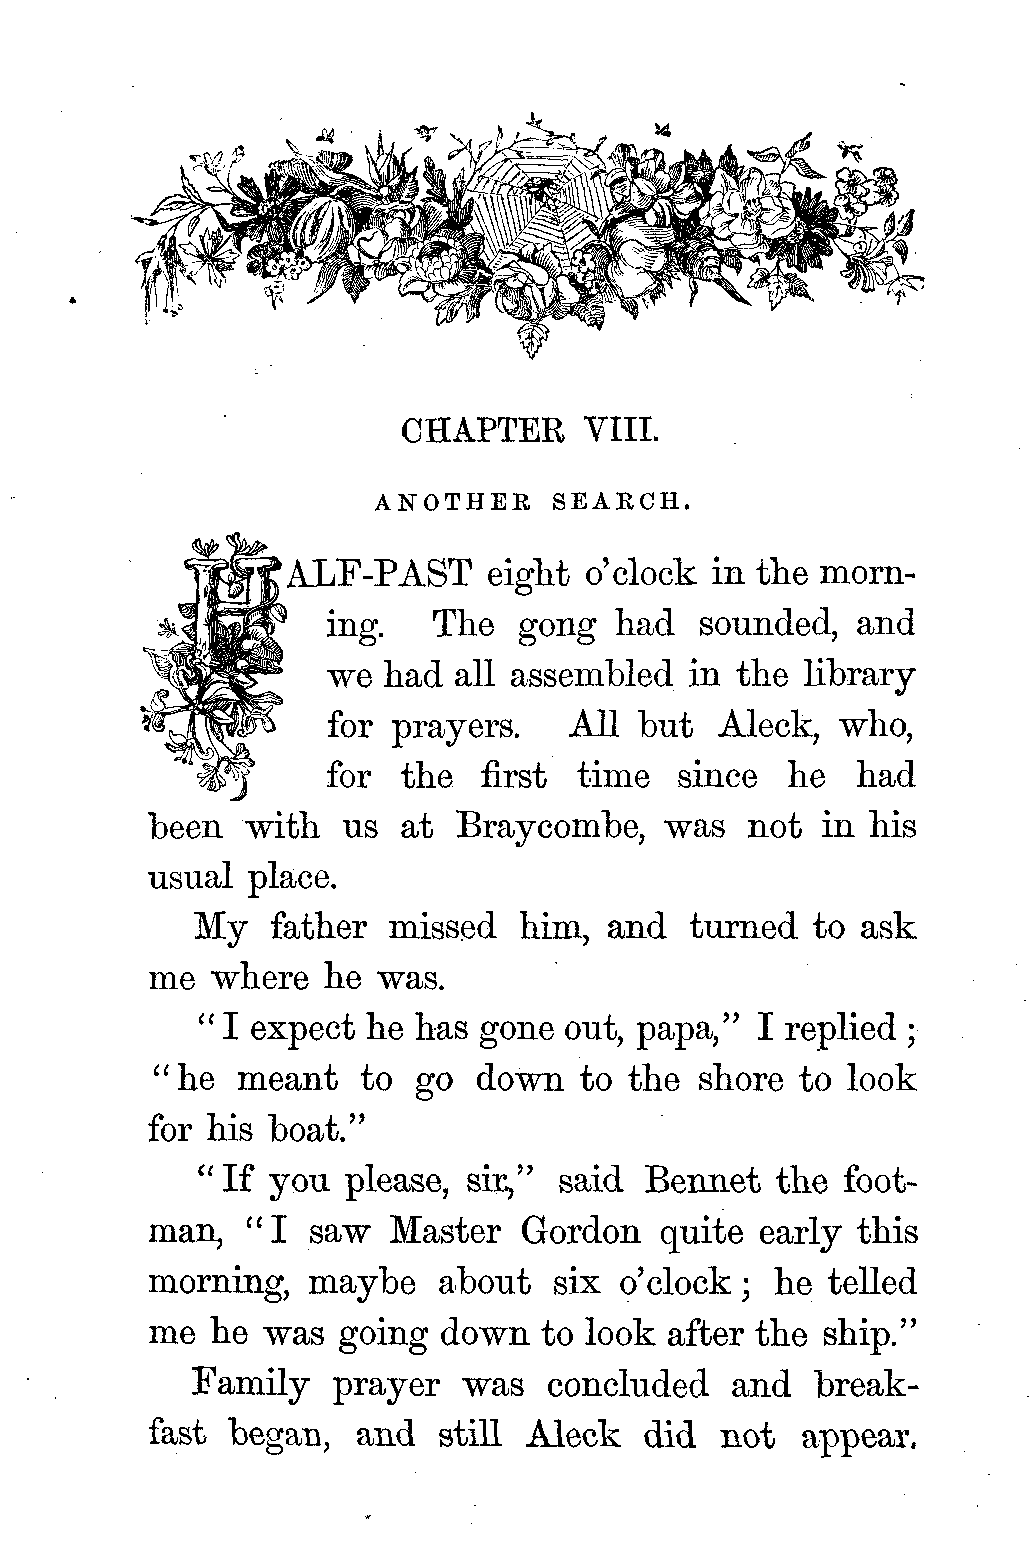 CHAPTER VIII.
ANOTHER SEARCH.
HALF-PAST eight o'clock in the morn-
ing. The gong had sounded, and
we had all assembled in the library
for prayers. All but Aleck, who,
for the first time since he had
been with us at Braycombe, was not in his
usual place.
My father missed him, and turned to ask
me where he was.
"I expect he has gone out, papa," I replied;
"he meant to go down to the shore to look
for his boat."
"If you please, sir," said Bennet the foot-
man, "I saw Master Gordon quite early this
morning, maybe about six o'clock; he telled
me he was going down to look after the ship."
Family prayer was concluded and break-
fast began, and still Aleck did not appear.